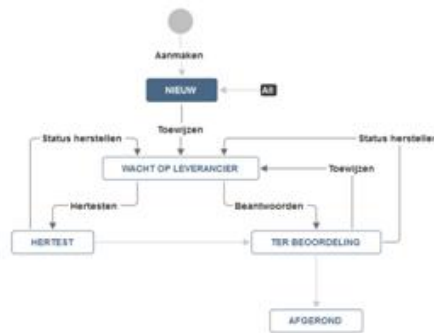 Aanmaken
NIEUW
All
Toewijzen
Status herstellen
Status herstellen
WACHT OP LEVERANCIER
Toewijzen
Hertesten
Beantwoorden
HERTEST
TER BEOORDELING
AFGEROND